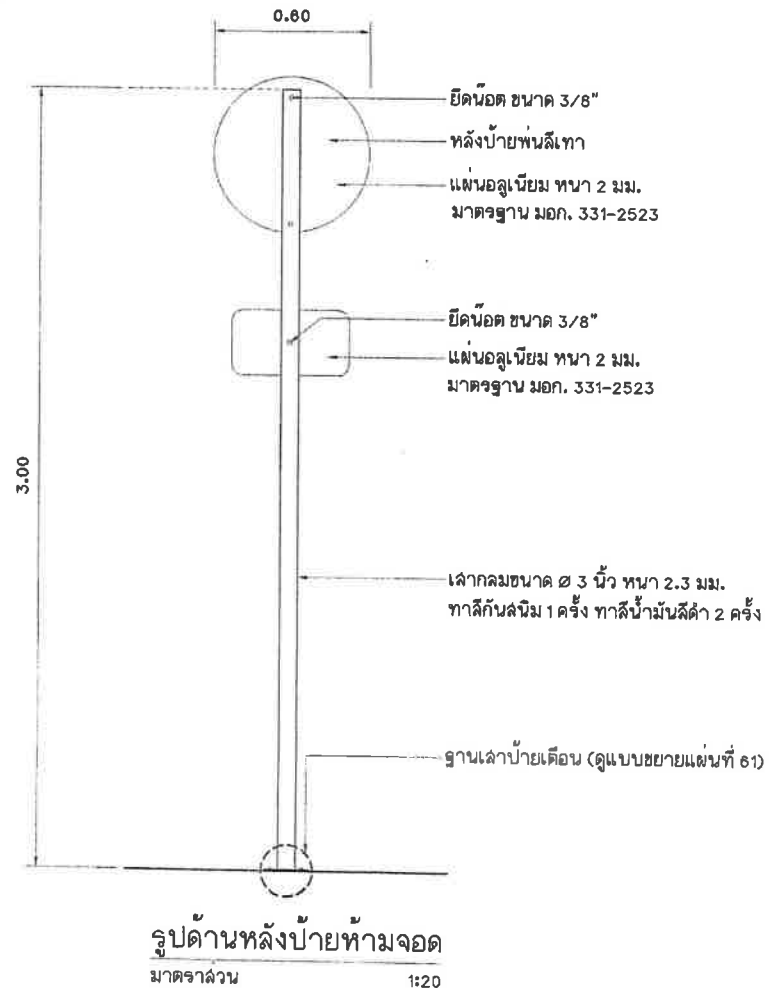 0.60
ยึดน๊อต ขนาด 3/8"
หลังป้ายพ่นสีเทา
แผ่นอลูเนียม หนา 2 มม.
มาตรฐาน มอก. 331-2523
ยึดน๊อต ขนาด 3/8"
แผ่นอลูเนียม หนา 2 มม.
มาตรฐาน มอก. 331-2523
3.00
เสากลมขนาด Ø 3 นิ้ว หนา 2.3 มม.
ทาสีกันสนิม 1 ครั้ง ทาสีน้ำมันสีดำ 2 ครั้ง
ฐานเสาป้ายเตือน (ดูแบบขยายแผ่นที่ 61)
รูปด้านหลังป้ายห้ามจอด
มาตราส่วน 1:20